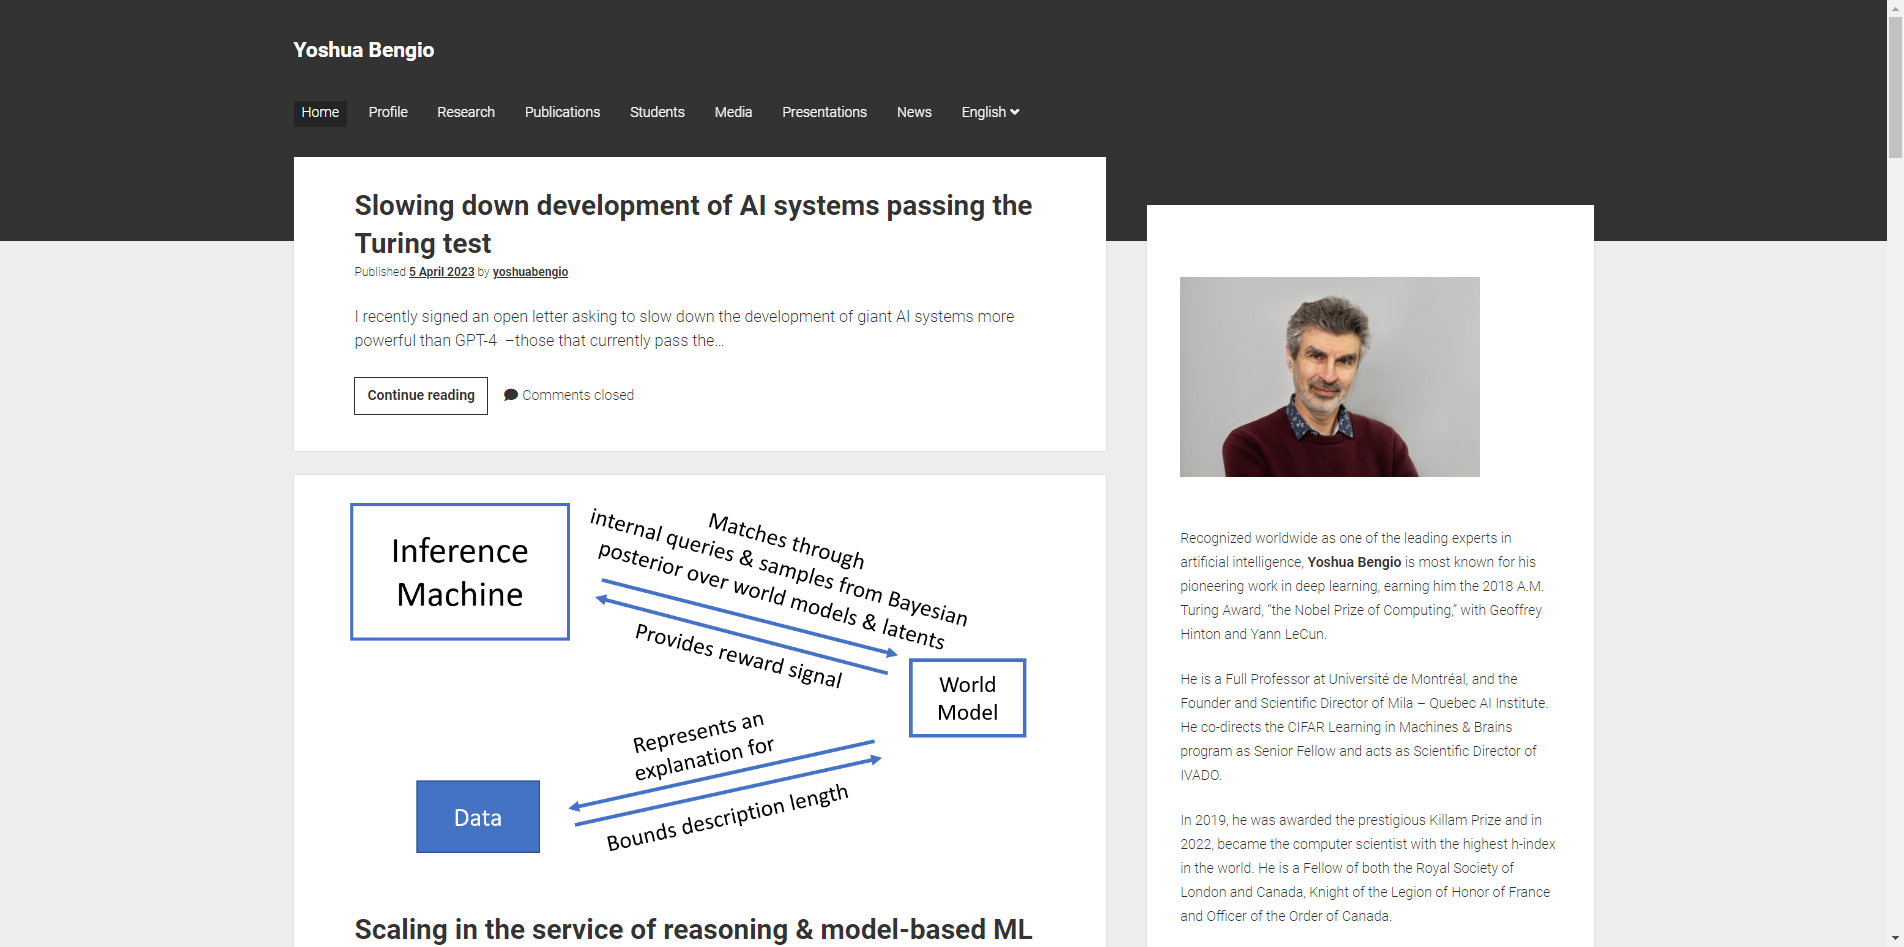 Yoshua Bengio
Home Profile Research Publications Students Media Presentations News English
Slowing down development of AI systems passing the
Turing test
Published 5 April 2023 by yoshuabengio
I recently signed an open letter asking to slow down the development of giant AI systems more
powerful than GPT-4 –those that currently pass the…
Continue reading Comments closed
Inference
Machine
Matches through
internal queries & samples from Bayesian
posterior over world models & latents
Provides reward signal
World
Model
Represents an
explanation for
Data
Bounds description length
Scaling in the service of reasoning & model-based ML
Recognized worldwide as one of the leading experts in
artificial intelligence, Yoshua Bengio is most known for his
pioneering work in deep learning, earning him the 2018 A.M.
Turing Award, “the Nobel Prize of Computing,” with Geoffrey
Hinton and Yann LeCun.
He is a Full Professor at Université de Montréal, and the
Founder and Scientific Director of Mila – Quebec AI Institute.
He co-directs the CIFAR Learning in Machines & Brains
program as Senior Fellow and acts as Scientific Director of
IVADO.
In 2019, he was awarded the prestigious Killam Prize and in
2022, became the computer scientist with the highest h-index
in the world. He is a Fellow of both the Royal Society of
London and Canada, Knight of the Legion of Honor of France
and Officer of the Order of Canada.